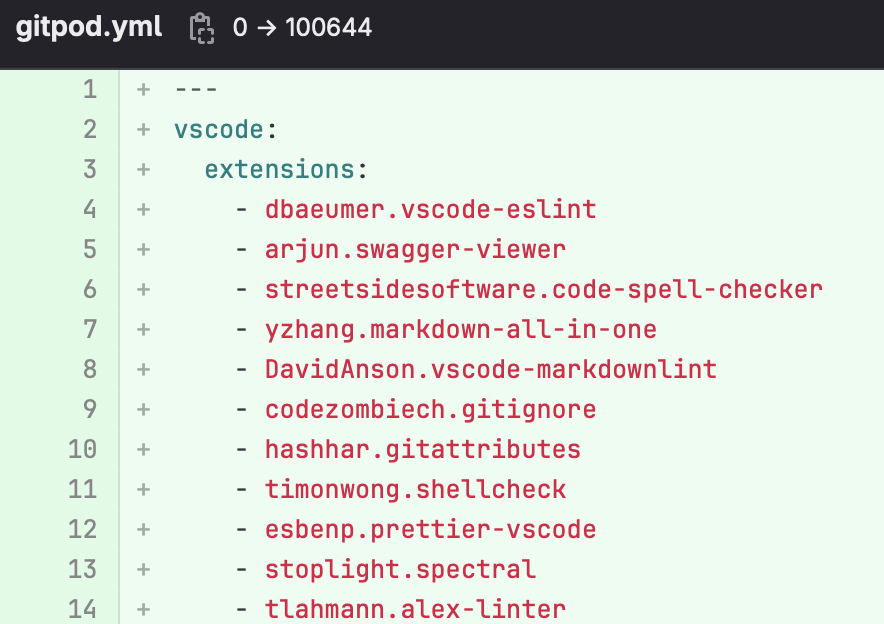 gitpod.yml 0 → 100644
1 + ---
2 + vscode:
3 + extensions:
4 + - dbaeumer.vscode-eslint
5 + - arjun.swagger-viewer
6 + - streetsidesoftware.code-spell-checker
7 + - yzhang.markdown-all-in-one
8 + - DavidAnson.vscode-markdownlint
9 + - codezombiech.gitignore
10 + - hashhar.gitattributes
11 + - timonwong.shellcheck
12 + - esbenp.prettier-vscode
13 + - stoplight.spectral
14 + - tlahmann.alex-linter